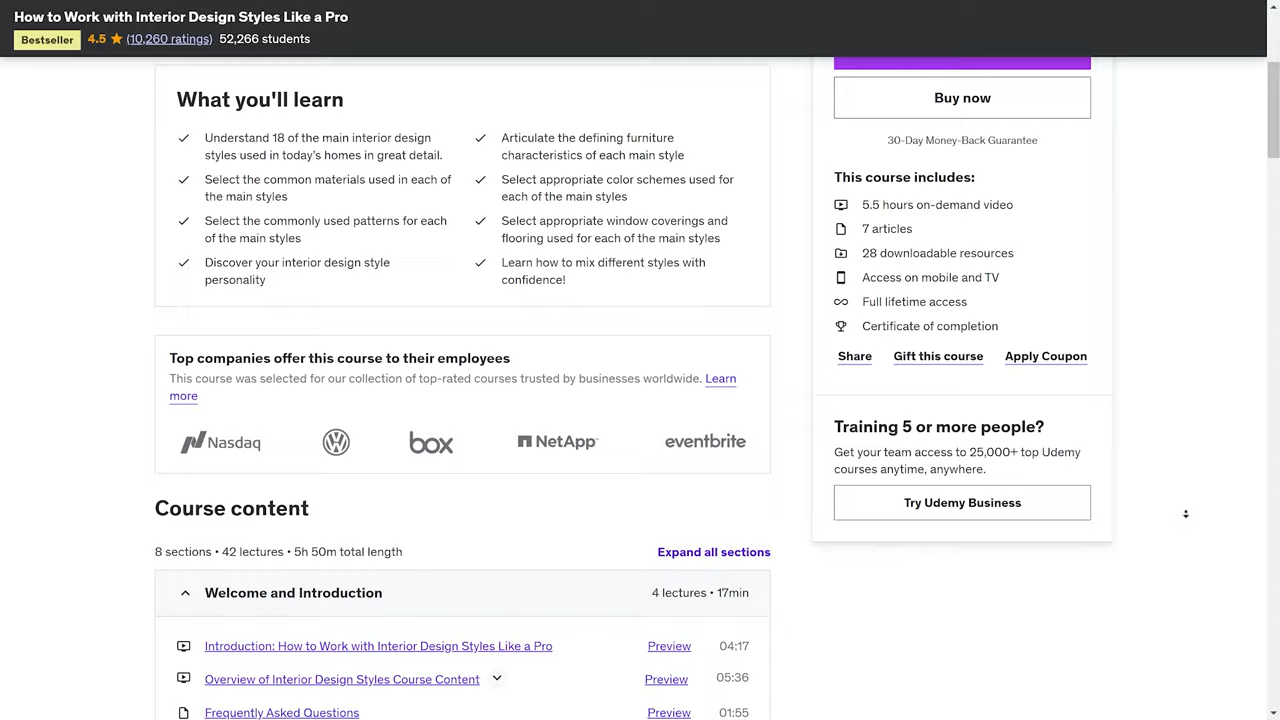 How to Work with Interior Design Styles Like a Pro
Bestseller 4.5 (10,260 ratings) 52,266 students
What you'll learn
Understand 18 of the main interior design
styles used in today's homes in great detail.
Select the common materials used in each of
the main styles
Select the commonly used patterns for each
of the main styles
Discover your interior design style
personality
Articulate the defining furniture
characteristics of each main style
Select appropriate color schemes used for
each of the main styles
Select appropriate window coverings and
flooring used for each of the main styles
Learn how to mix different styles with
confidence!
Top companies offer this course to their employees
This course was selected for our collection of top-rated courses trusted by businesses worldwide. Learn
more
Nasdaq box NetApp eventbrite
Course content
8 sections • 42 lectures • 5h 50m total length Expand all sections
Welcome and Introduction 4 lectures • 17min
Introduction: How to Work with Interior Design Styles Like a Pro Preview 04:17
Overview of Interior Design Styles Course Content Preview 05:36
Frequently Asked Questions Preview 01:55
Buy now
30-Day Money-Back Guarantee
This course includes:
5.5 hours on-demand video
7 articles
28 downloadable resources
Access on mobile and TV
Full lifetime access
Certificate of completion
Share Gift this course Apply Coupon
Training 5 or more people?
Get your team access to 25,000+ top Udemy
courses anytime, anywhere.
Try Udemy Business